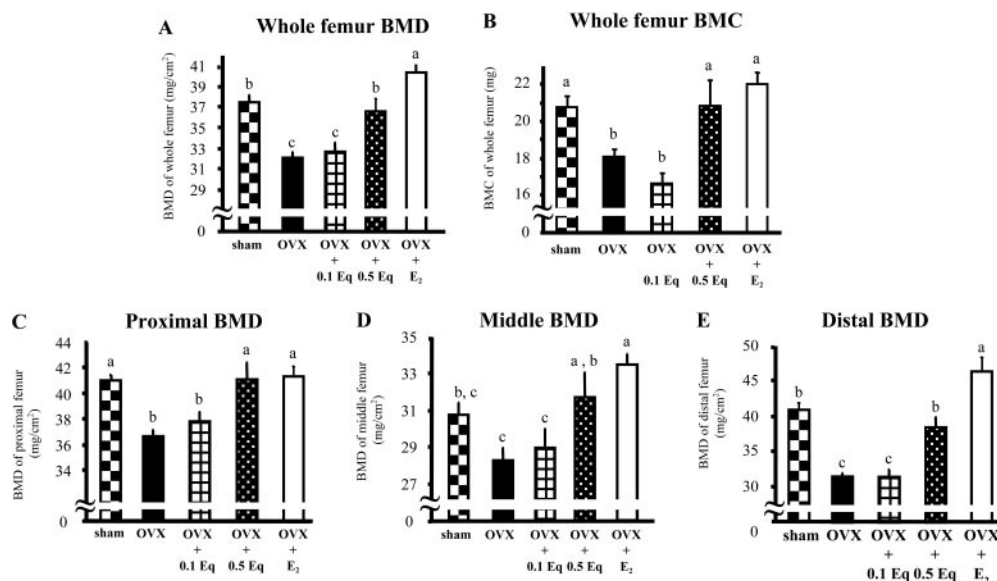 A
Whole femur BMD
BMD of whole femur (mg/cm²)
41
39
37
33
31
29
0
b
c
c
b
a
sham OVX OVX OVX OVX
+ + +
0.1 Eq 0.5 Eq E₂
B
Whole femur BMC
BMC of whole femur (mg)
22
20
18
16
0
a
b
b
a
a
sham OVX OVX OVX OVX
+ +
0.1 Eq 0.5 Eq E₂
C
Proximal BMD
BMD of proximal femur
(mg/cm²)
44
42
40
38
36
34
0
a
b
b
a
a
sham OVX OVX OVX OVX
+ + +
0.1 Eq 0.5 Eq E₂
D
Middle BMD
BMD of middle femur
(mg/cm²)
35
33
31
29
27
0
b, c
c
c
a , b
a
sham OVX OVX OVX OVX
+ + +
0.1 Eq 0.5 Eq E₂
E
Distal BMD
BMD of distal femur
(mg/cm²)
50
45
40
35
30
0
a
c
c
b
a
sham OVX OVX OVX OVX
+ + +
0.1 Eq 0.5 Eq E₂